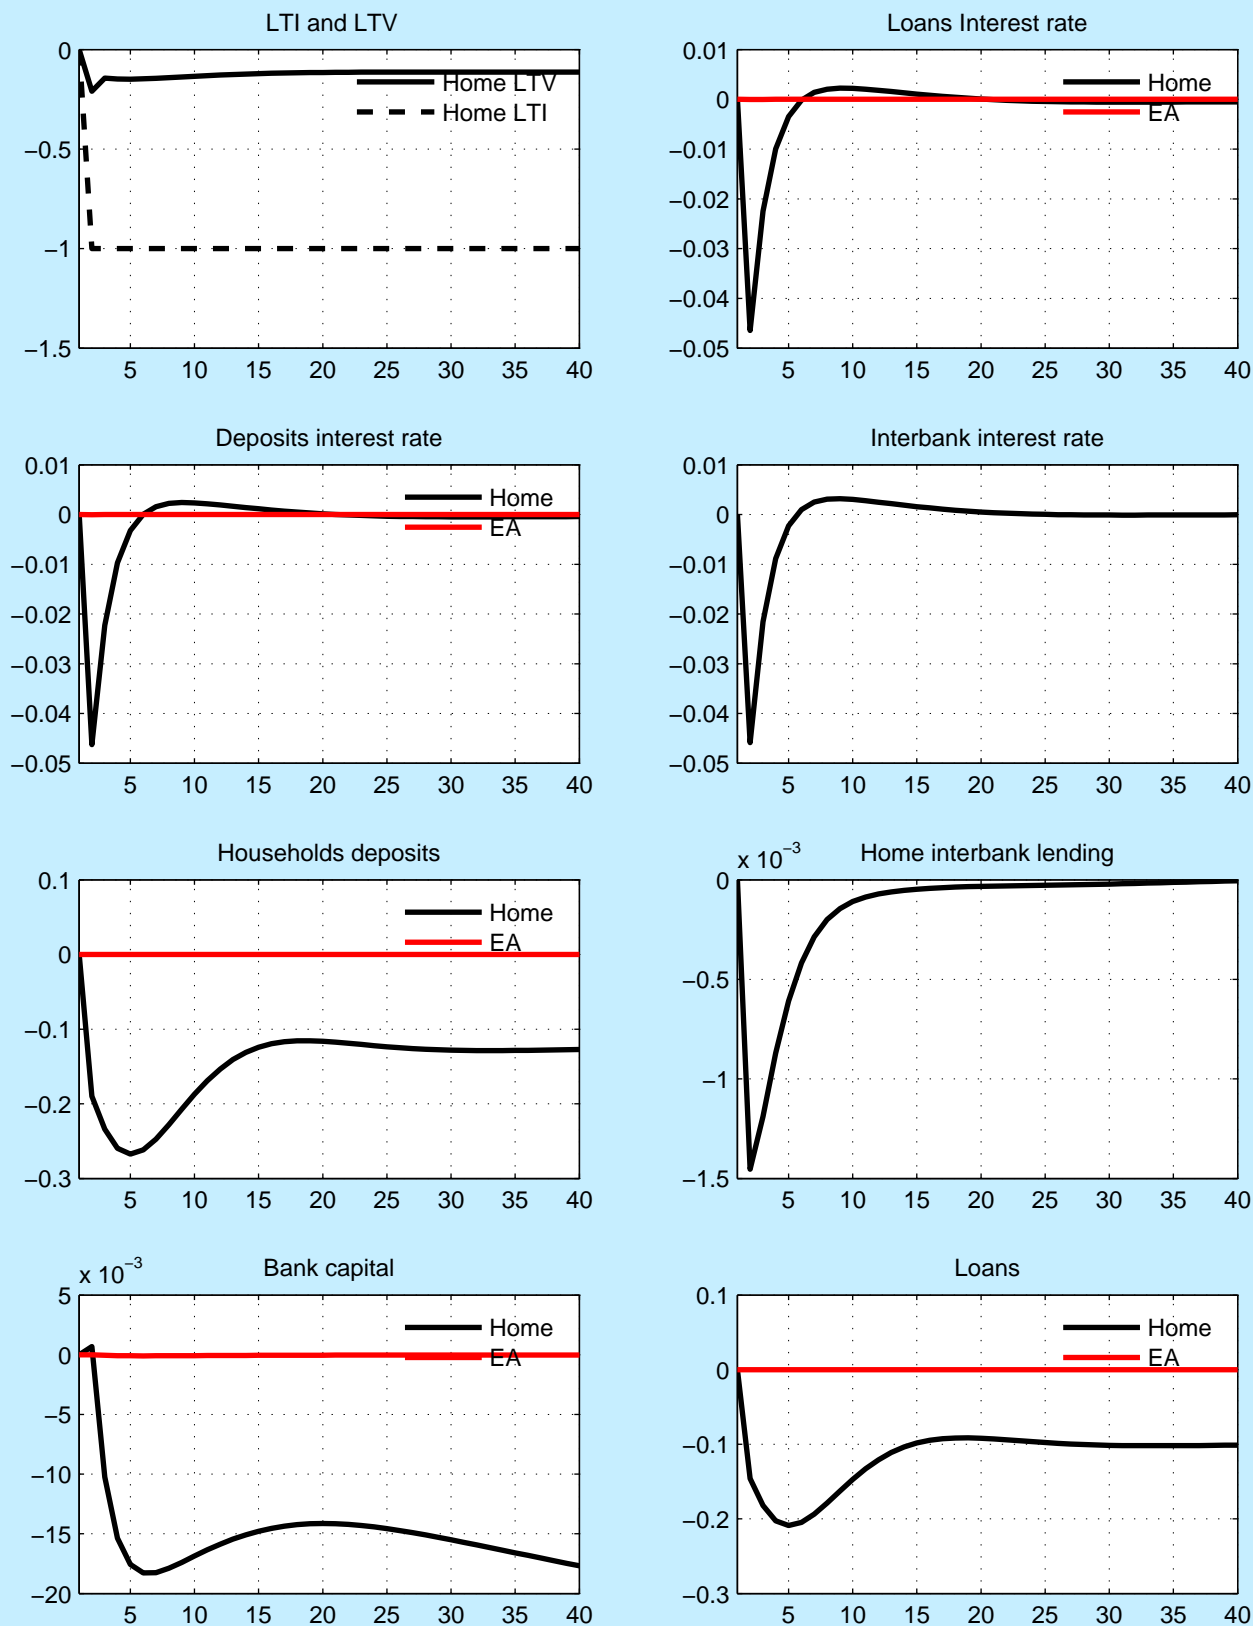 LTI and LTV
0
−0.5
−1
−1.5
5 10 15 20 25 30 35 40
Home LTV
Home LTI
Loans Interest rate
0.01
0
−0.01
−0.02
−0.03
−0.04
−0.05
5 10 15 20 25 30 35 40
Home
EA
Deposits interest rate
0.01
0
−0.01
−0.02
−0.03
−0.04
−0.05
5 10 15 20 25 30 35 40
Home
EA
Interbank interest rate
0.01
0
−0.01
−0.02
−0.03
−0.04
−0.05
5 10 15 20 25 30 35 40
Households deposits
0.1
0
−0.1
−0.2
−0.3
5 10 15 20 25 30 35 40
Home
EA
x 10−3 Home interbank lending
0
−0.5
−1
−1.5
5 10 15 20 25 30 35 40
x 10−3 Bank capital
5
0
−5
−10
−15
−20
5 10 15 20 25 30 35 40
Home
EA
Loans
0.1
0
−0.1
−0.2
−0.3
5 10 15 20 25 30 35 40
Home
EA